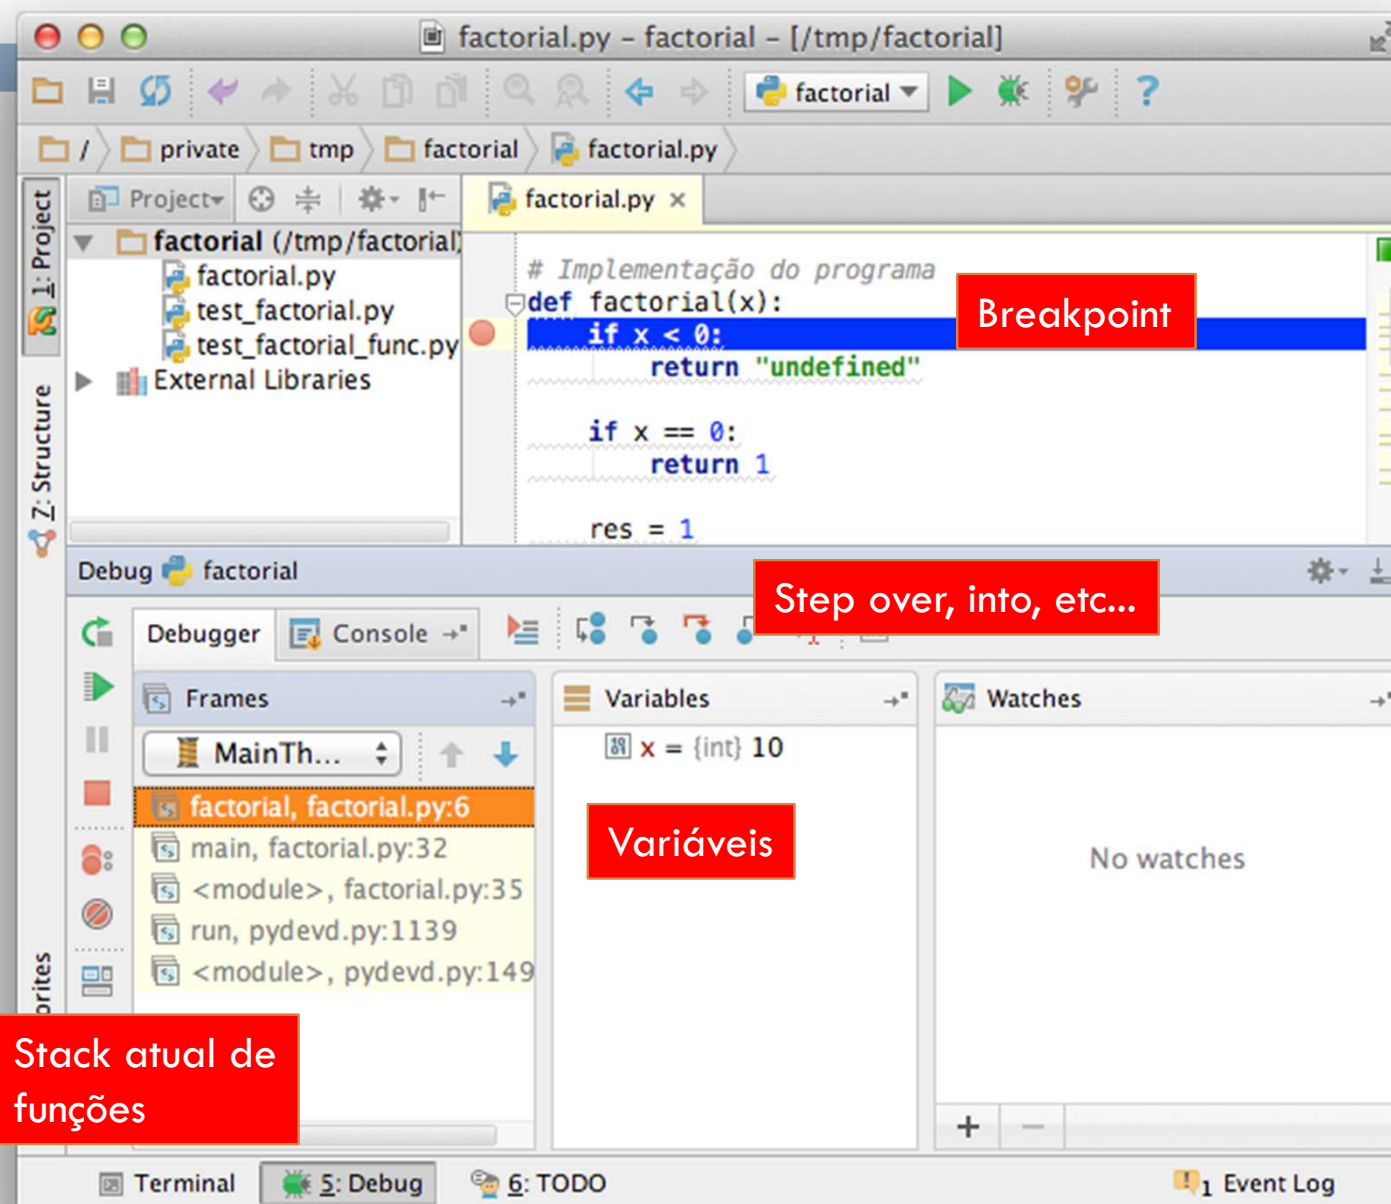 factorial.py – factorial – [/tmp/factorial]
factorial
/ private tmp factorial factorial.py
1: Project
Project
factorial.py ×
factorial (/tmp/factorial)
factorial.py
test_factorial.py
test_factorial_func.py
External Libraries
Z: Structure
# Implementação do programa
def factorial(x):
if x < 0:
return "undefined"
if x == 0:
return 1
res = 1
Breakpoint
Debug factorial
Step over, into, etc...
Debugger Console
Frames
Variables
Watches
MainTh...
x = {int} 10
factorial, factorial.py:6
main, factorial.py:32
<module>, factorial.py:35
run, pydevd.py:1139
<module>, pydevd.py:149
Variáveis
No watches
Stack atual de
funções
Terminal 5: Debug 6: TODO 1 Event Log